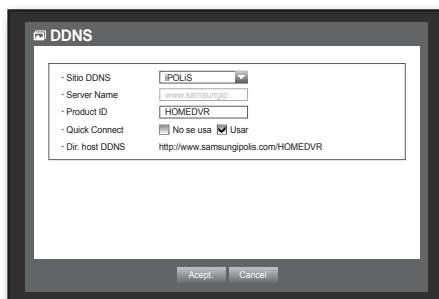 DDNS
· Sitio DDNS iPOLiS
· Server Name www.samsungip...
· Product ID HOMEDVR
· Quick Connect No se usa Usar
· Dir. host DDNS http://www.samsungipolis.com/HOMEDVR
Acept. Cancel